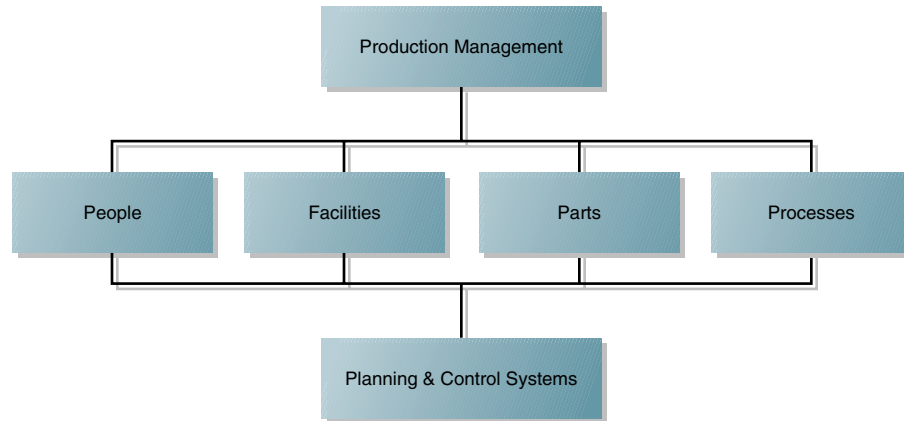 Production Management
People
Facilities
Parts
Processes
Planning & Control Systems